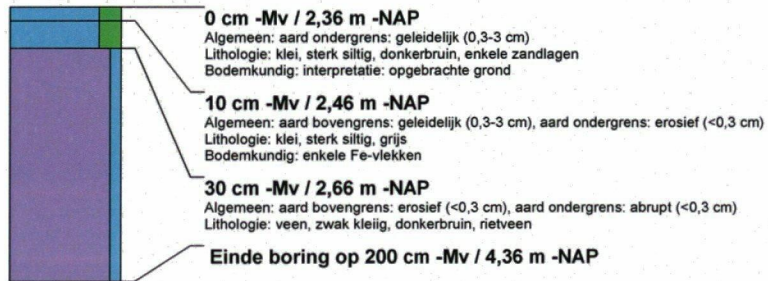 0 cm -Mv / 2,36 m -NAP
Algemeen: aard ondergrens: geleidelijk (0,3-3 cm)
Lithologie: klei, sterk siltig, donkerbruin, enkele zandlagen
Bodemkundig: interpretatie: opgebrachte grond
10 cm -Mv / 2,46 m -NAP
Algemeen: aard bovengrens: geleidelijk (0,3-3 cm), aard ondergrens: erosief (<0,3 cm)
Lithologie: klei, sterk siltig, grijs
Bodemkundig: enkele Fe-vlekken
30 cm -Mv / 2,66 m -NAP
Algemeen: aard bovengrens: erosief (<0,3 cm), aard ondergrens: abrupt (<0,3 cm)
Lithologie: veen, zwak kleiig, donkerbruin, rietveen
Einde boring op 200 cm -Mv / 4,36 m -NAP